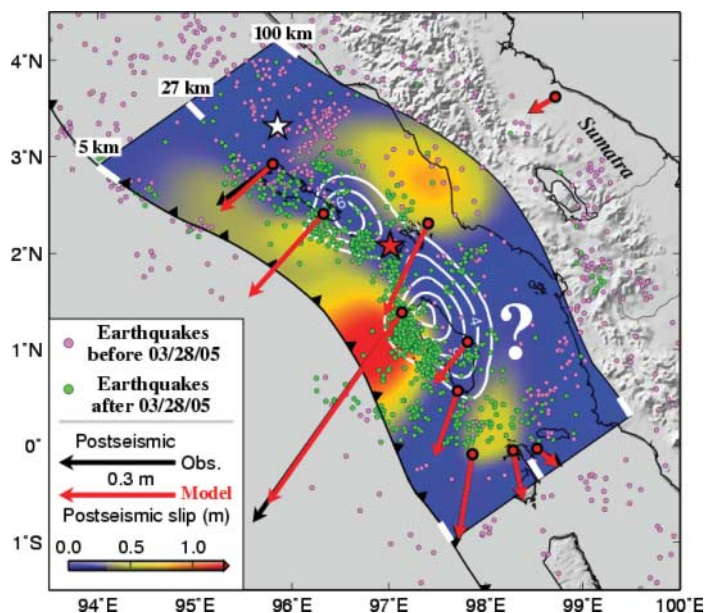 4°N
3°N
2°N
1°N
0°
1°S
100 km
27 km
5 km
Sumatra
6
4
?
Earthquakes
before 03/28/05
Earthquakes
after 03/28/05
Postseismic
Obs.
0.3 m
Model
Postseismic slip (m)
0.0 0.5 1.0
94°E 95°E 96°E 97°E 98°E 99°E 100°E